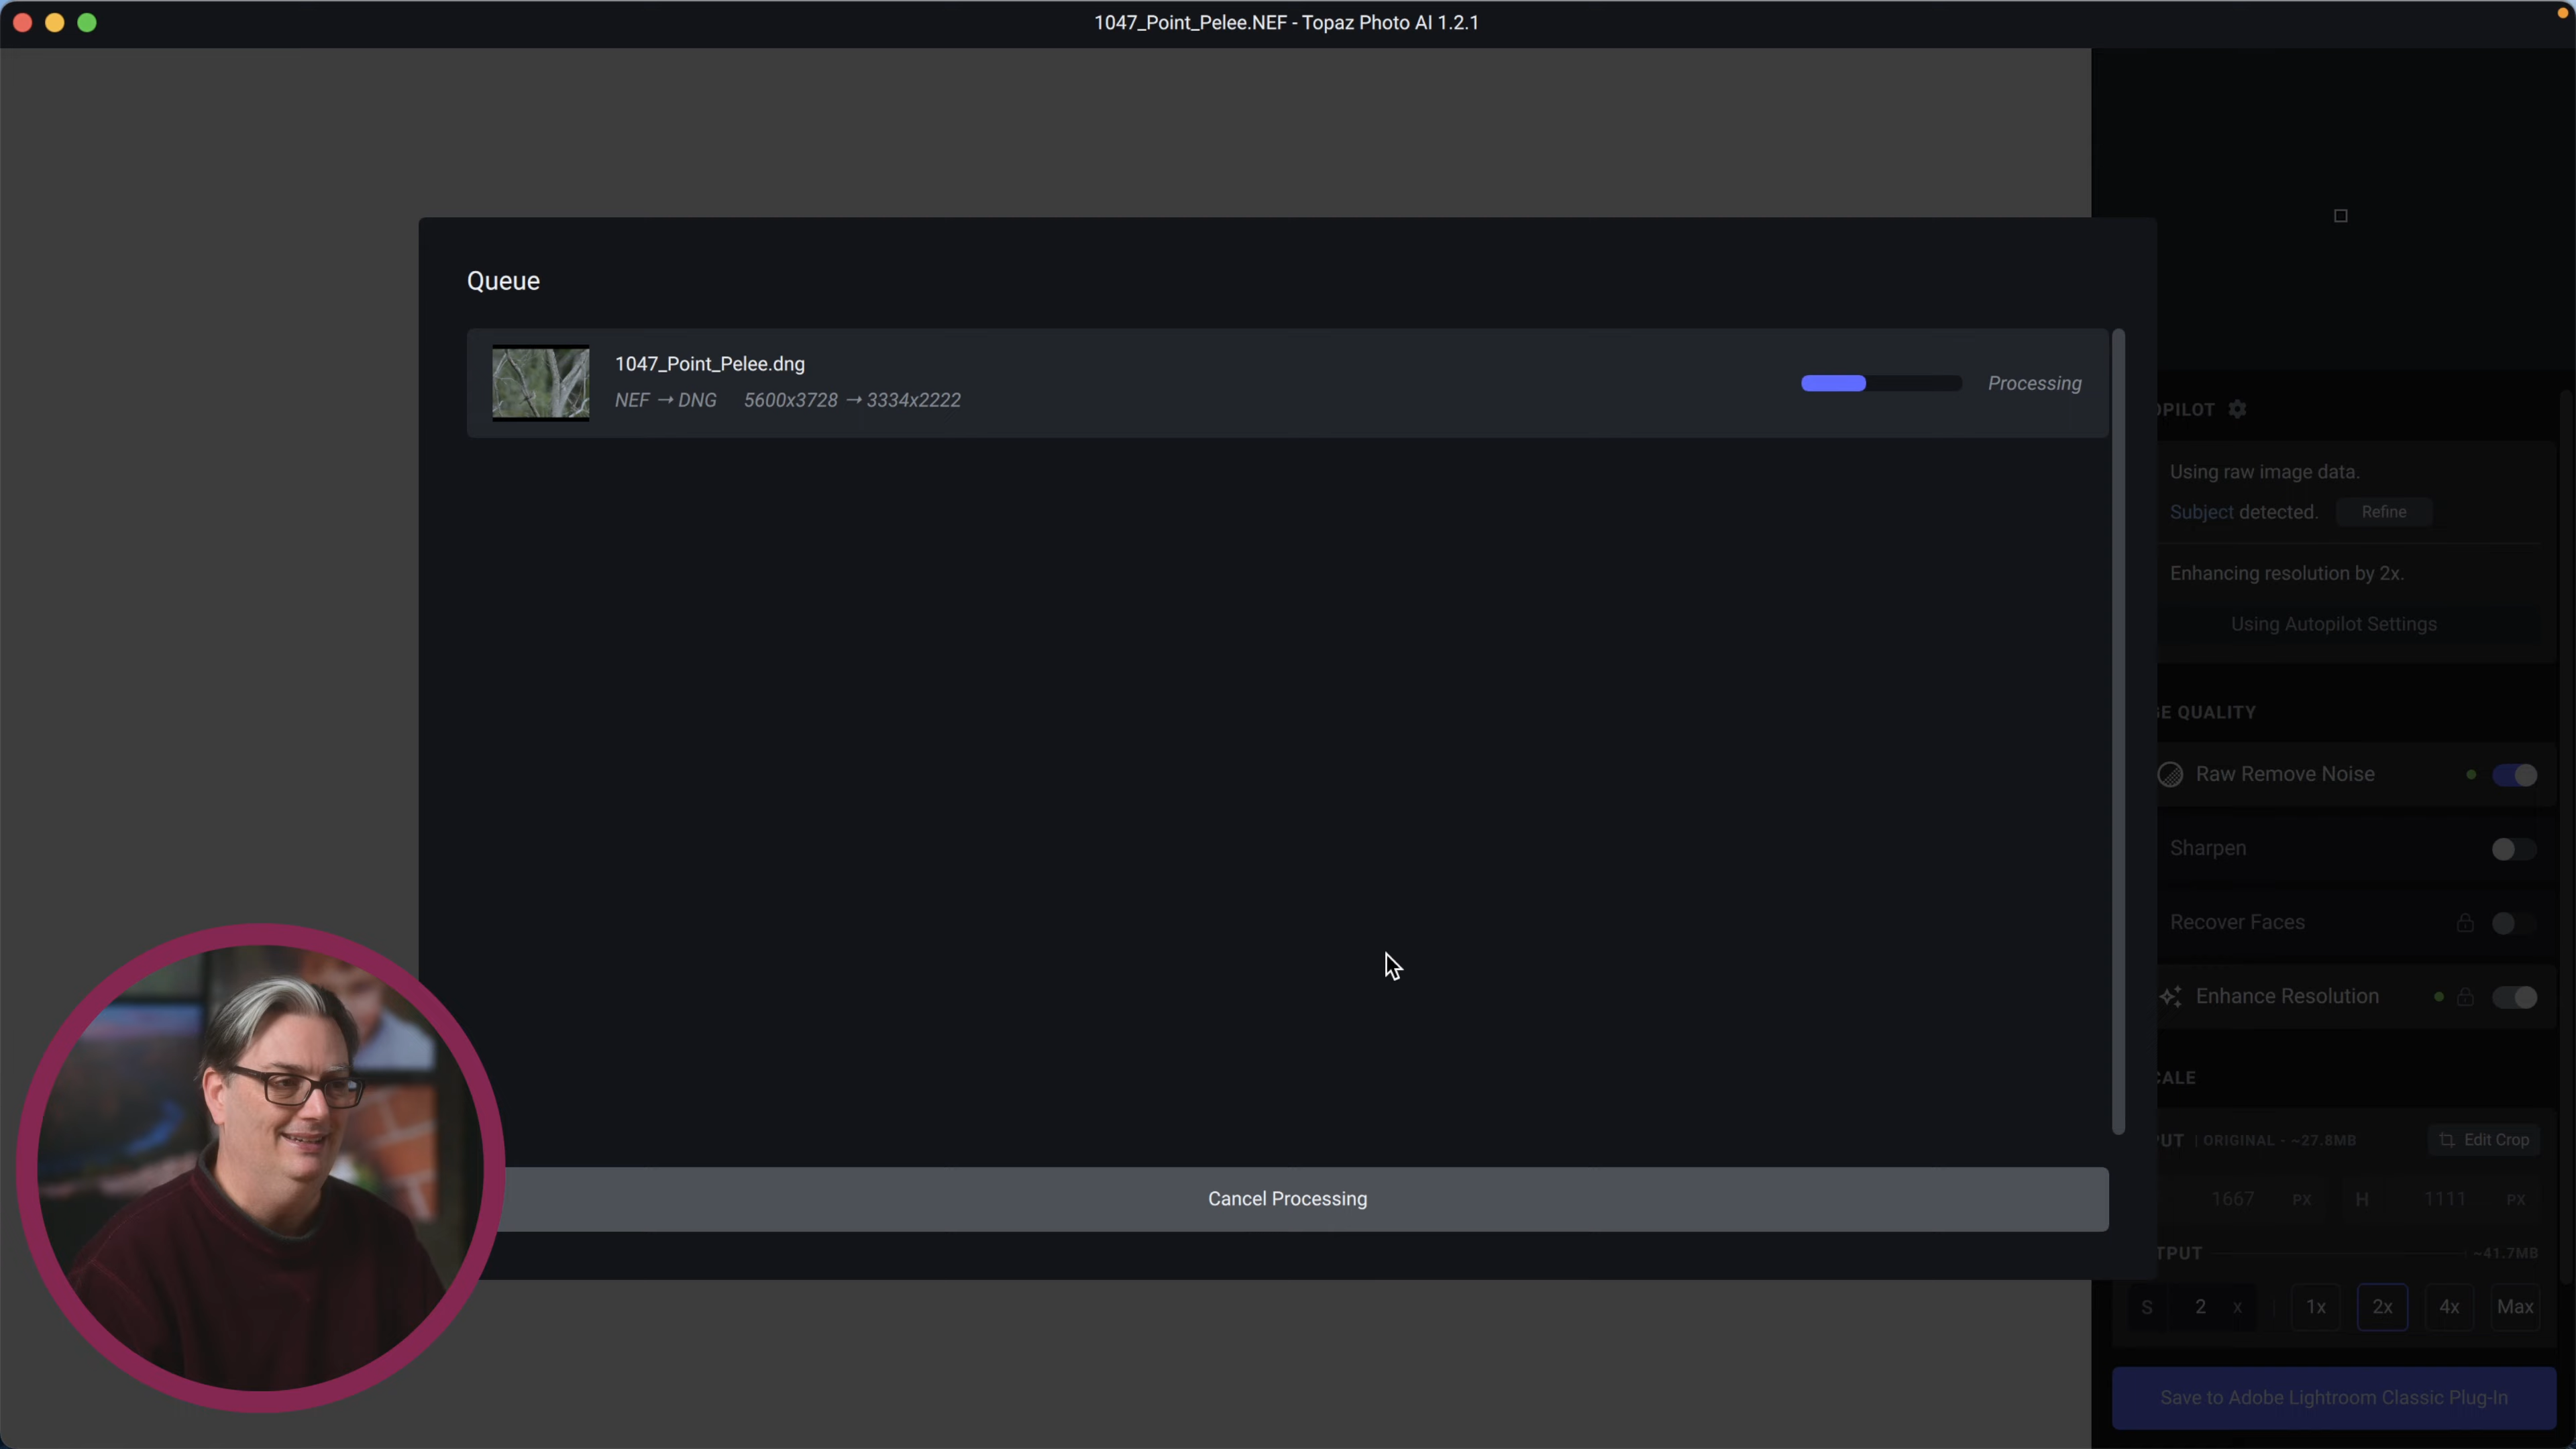 1047_Point_Pelee.NEF - Topaz Photo AI 1.2.1
Queue
1047_Point_Pelee.dng
NEF → DNG 5600x3728 → 3334x2222
Processing
Cancel Processing
OPILOT
Using raw image data.
Subject detected. Refine
Enhancing resolution by 2x.
Using Autopilot Settings
GE QUALITY
Raw Remove Noise
Sharpen
Recover Faces
Enhance Resolution
CALE
PUT | ORIGINAL - ~27.8MB Edit Crop
1667 PX H 1111 PX
TPUT ~41.7MB
S 2 x 1x 2x 4x Max
Save to Adobe Lightroom Classic Plug-In